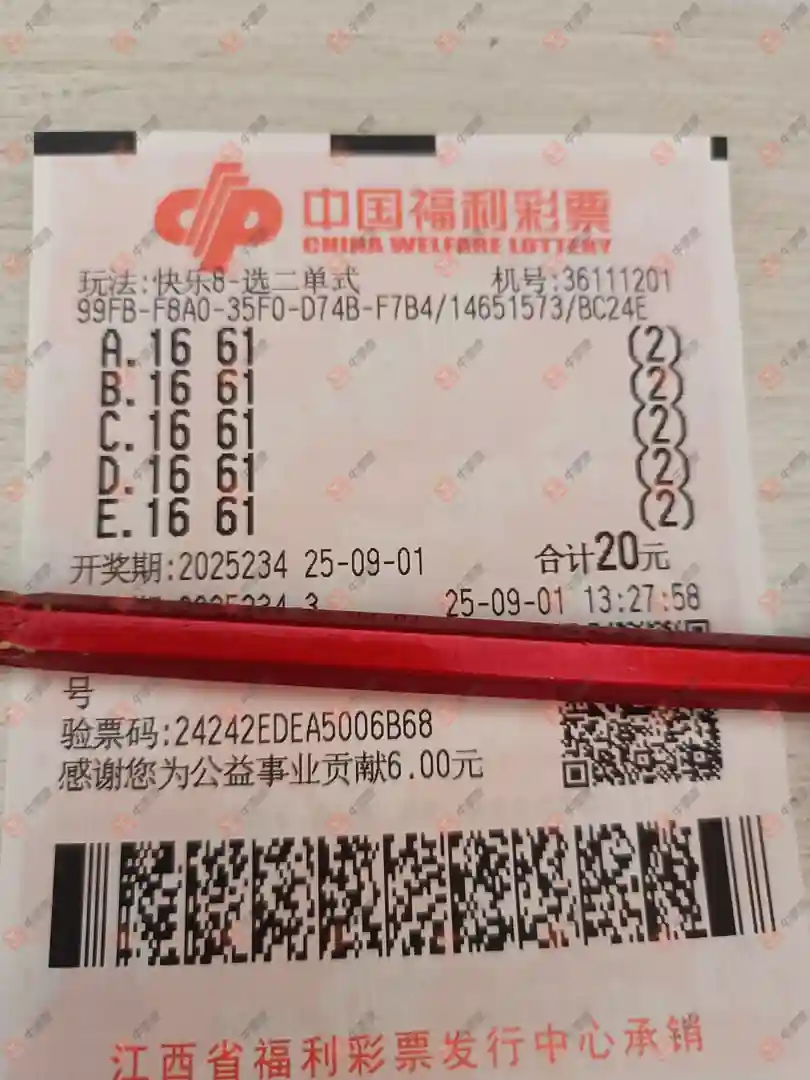 中国福利彩票
CHINA WELFARE LOTTERY
玩法:快乐8-选二单式 机号:36111201
99FB-F8A0-35F0-D74B-F7B4/14651573/BC24E
A.16 61 (2)
B.16 61 (2)
C.16 61 (2)
D.16 61 (2)
E.16 61 (2)
开奖期:2025234 25-09-01 合计20元
25-09-01 13:27:58
号
验票码:24242EDEA5006B68
感谢您为公益事业贡献6.00元
江西省福利彩票发行中心承销